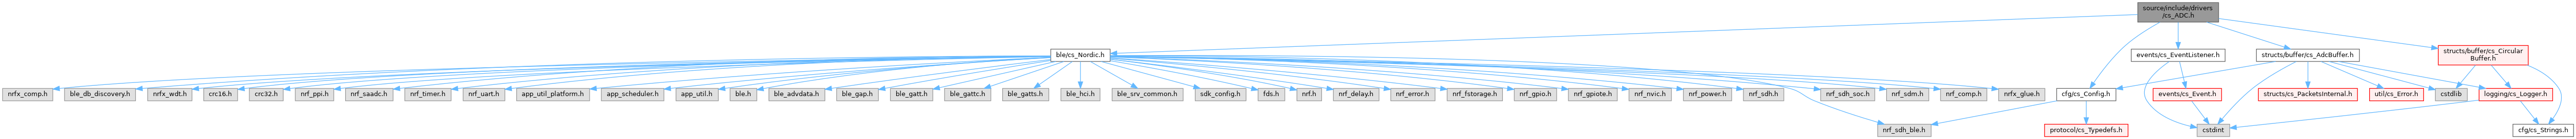 source/include/drivers
/cs_ADC.h
ble/cs_Nordic.h
events/cs_EventListener.h
structs/buffer/cs_AdcBuffer.h
structs/buffer/cs_Circular
Buffer.h
nrfx_comp.h
ble_db_discovery.h
nrfx_wdt.h
crc16.h
crc32.h
nrf_ppi.h
nrf_saadc.h
nrf_timer.h
nrf_uart.h
app_util_platform.h
app_scheduler.h
app_util.h
ble.h
ble_advdata.h
ble_gap.h
ble_gatt.h
ble_gattc.h
ble_gatts.h
ble_hci.h
ble_srv_common.h
sdk_config.h
fds.h
nrf.h
nrf_delay.h
nrf_error.h
nrf_fstorage.h
nrf_gpio.h
nrf_gpiote.h
nrf_nvic.h
nrf_power.h
nrf_sdh.h
nrf_sdh_soc.h
nrf_sdm.h
nrf_comp.h
nrfx_glue.h
cfg/cs_Config.h
events/cs_Event.h
structs/cs_PacketsInternal.h
util/cs_Error.h
cstdlib
logging/cs_Logger.h
nrf_sdh_ble.h
protocol/cs_Typedefs.h
cstdint
cfg/cs_Strings.h